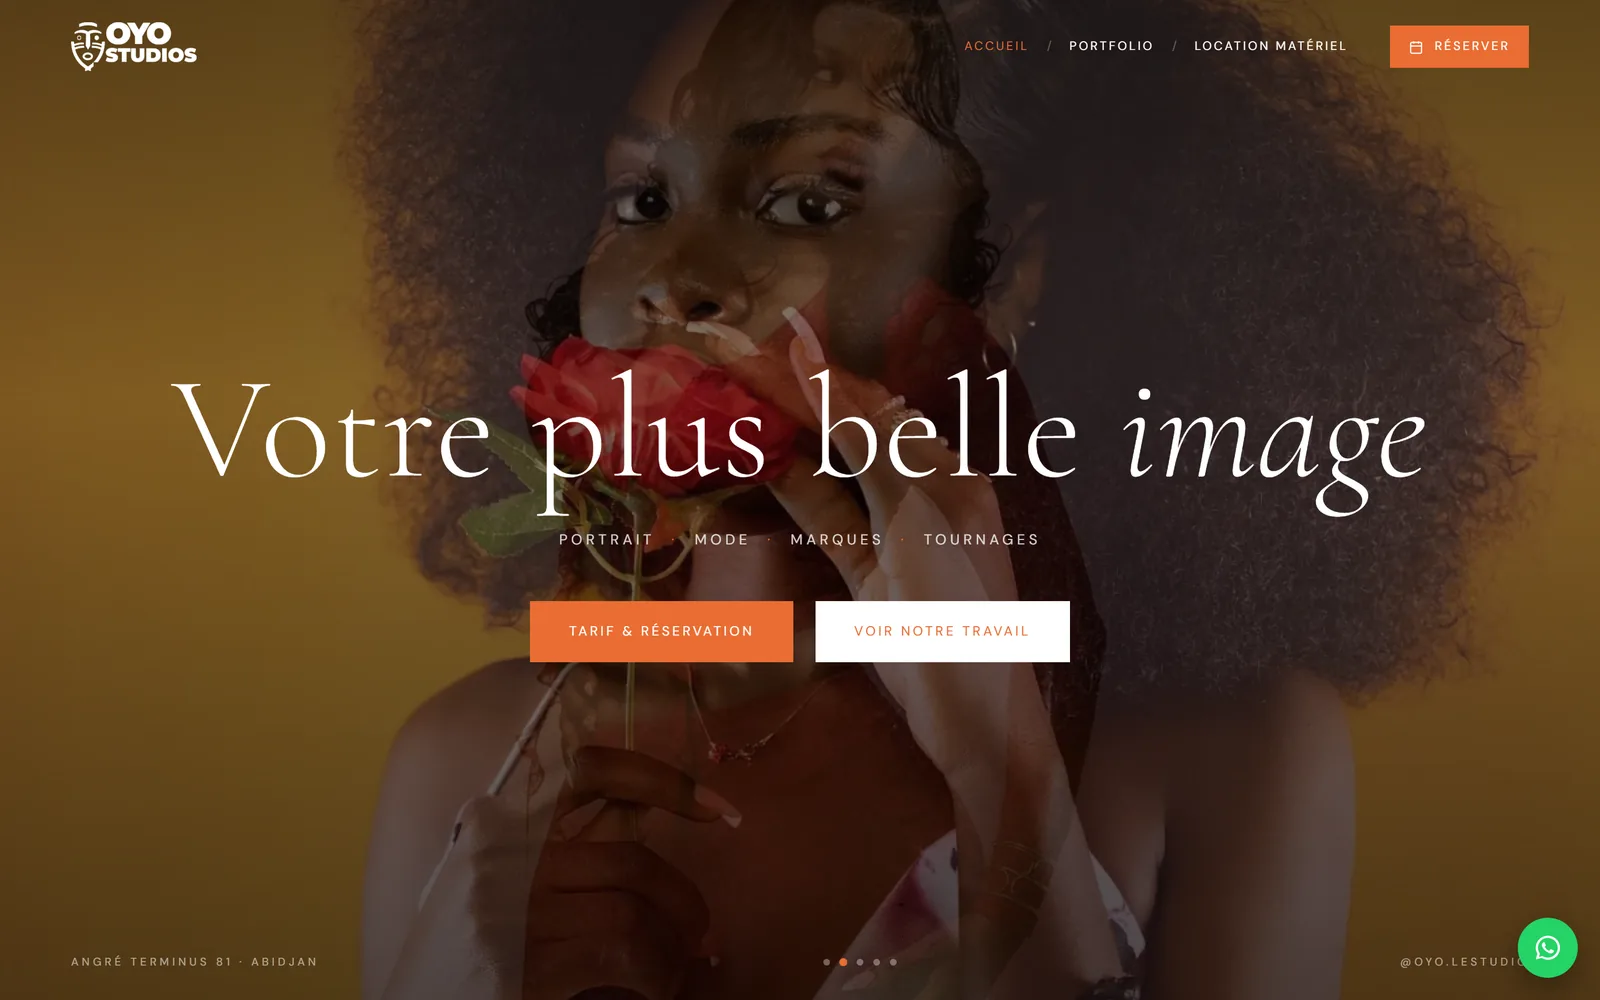 OYO
STUDIOS
ACCUEIL / PORTFOLIO / LOCATION MATÉRIEL
RÉSERVER
Votre plus belle image
PORTRAIT · MODE · MARQUES · TOURNAGES
TARIF & RÉSERVATION
VOIR NOTRE TRAVAIL
ANGRÉ TERMINUS 81 · ABIDJAN